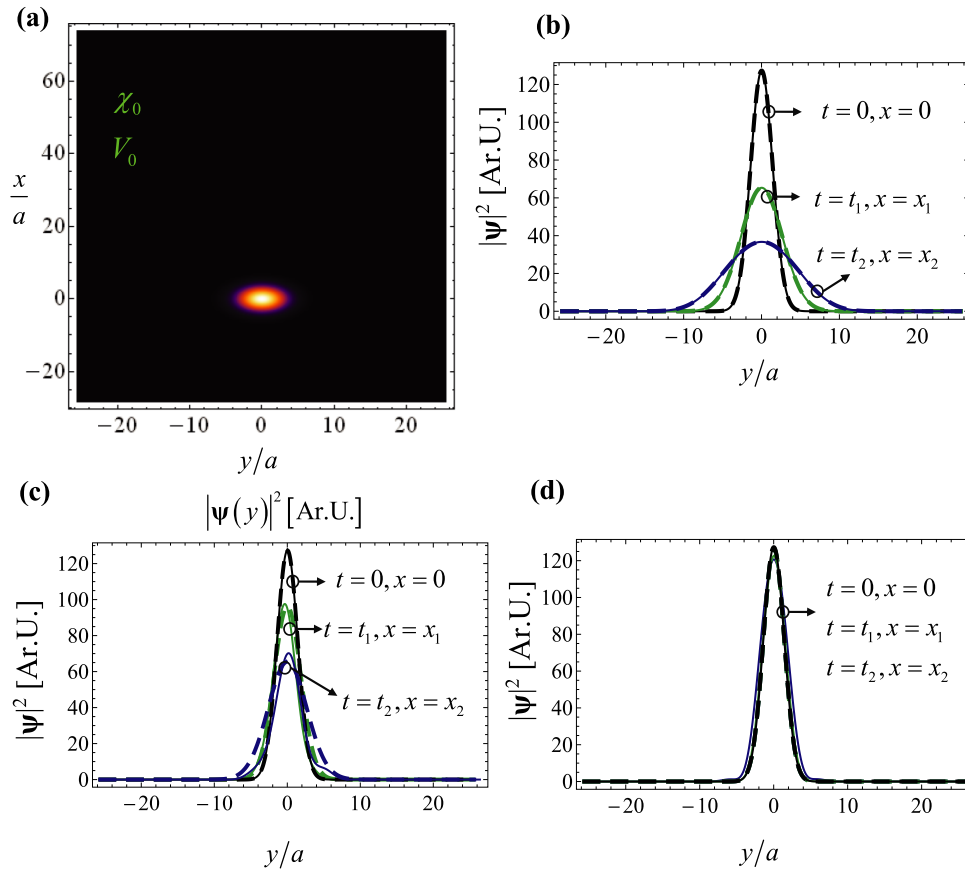 (a)
χ₀
V₀
x/a
60
40
20
0
−20
−20 −10 0 10 20
y/a
(b)
|ψ|² [Ar.U.]
120
100
80
60
40
20
0
t = 0, x = 0
t = t₁, x = x₁
t = t₂, x = x₂
−20 −10 0 10 20
y/a
(c)
|ψ(y)|² [Ar.U.]
|ψ|² [Ar.U.]
120
100
80
60
40
20
0
t = 0, x = 0
t = t₁, x = x₁
t = t₂, x = x₂
−20 −10 0 10 20
y/a
(d)
|ψ|² [Ar.U.]
120
100
80
60
40
20
0
t = 0, x = 0
t = t₁, x = x₁
t = t₂, x = x₂
−20 −10 0 10 20
y/a